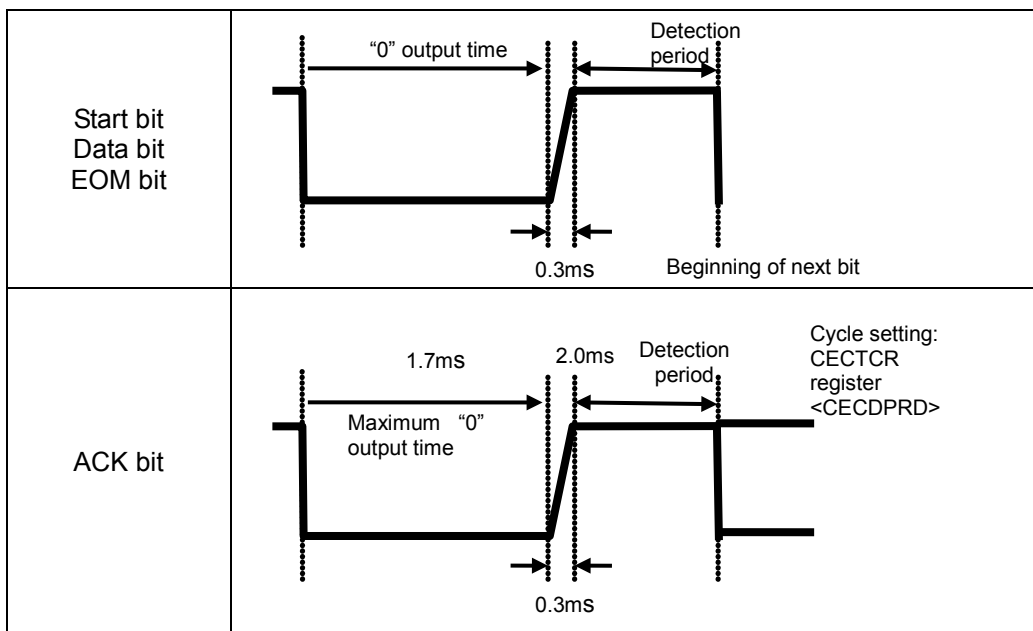 Start bit
Data bit
EOM bit
“0” output time
Detection
period
0.3ms
Beginning of next bit
ACK bit
1.7ms
2.0ms
Detection
period
Cycle setting:
CECTCR
register
<CECDPRD>
Maximum “0”
output time
0.3ms